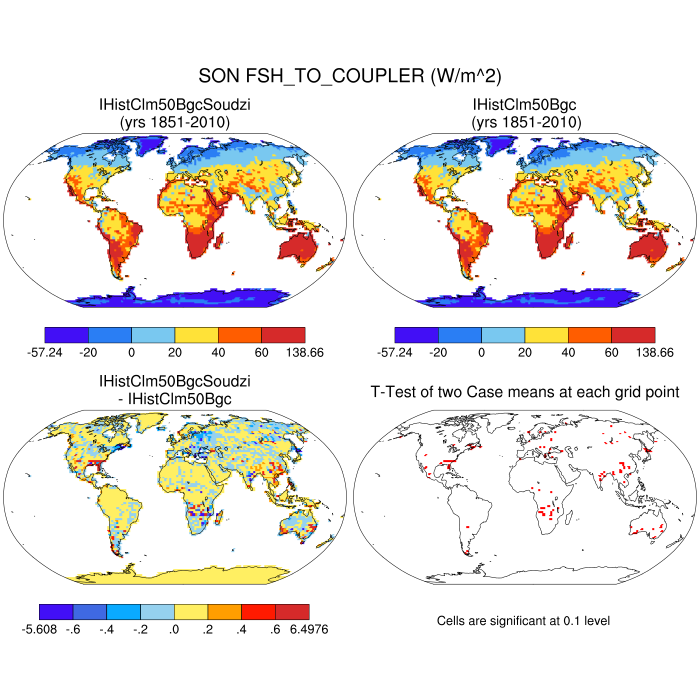 SON FSH_TO_COUPLER (W/m^2)
IHistClm50BgcSoudzi
(yrs 1851-2010)
IHistClm50Bgc
(yrs 1851-2010)
-57.24 -20 0 20 40 60 138.66
-57.24 -20 0 20 40 60 138.66
IHistClm50BgcSoudzi
- IHistClm50Bgc
T-Test of two Case means at each grid point
-5.608 -.6 -.4 -.2 .0 .2 .4 .6 6.4976
Cells are significant at 0.1 level